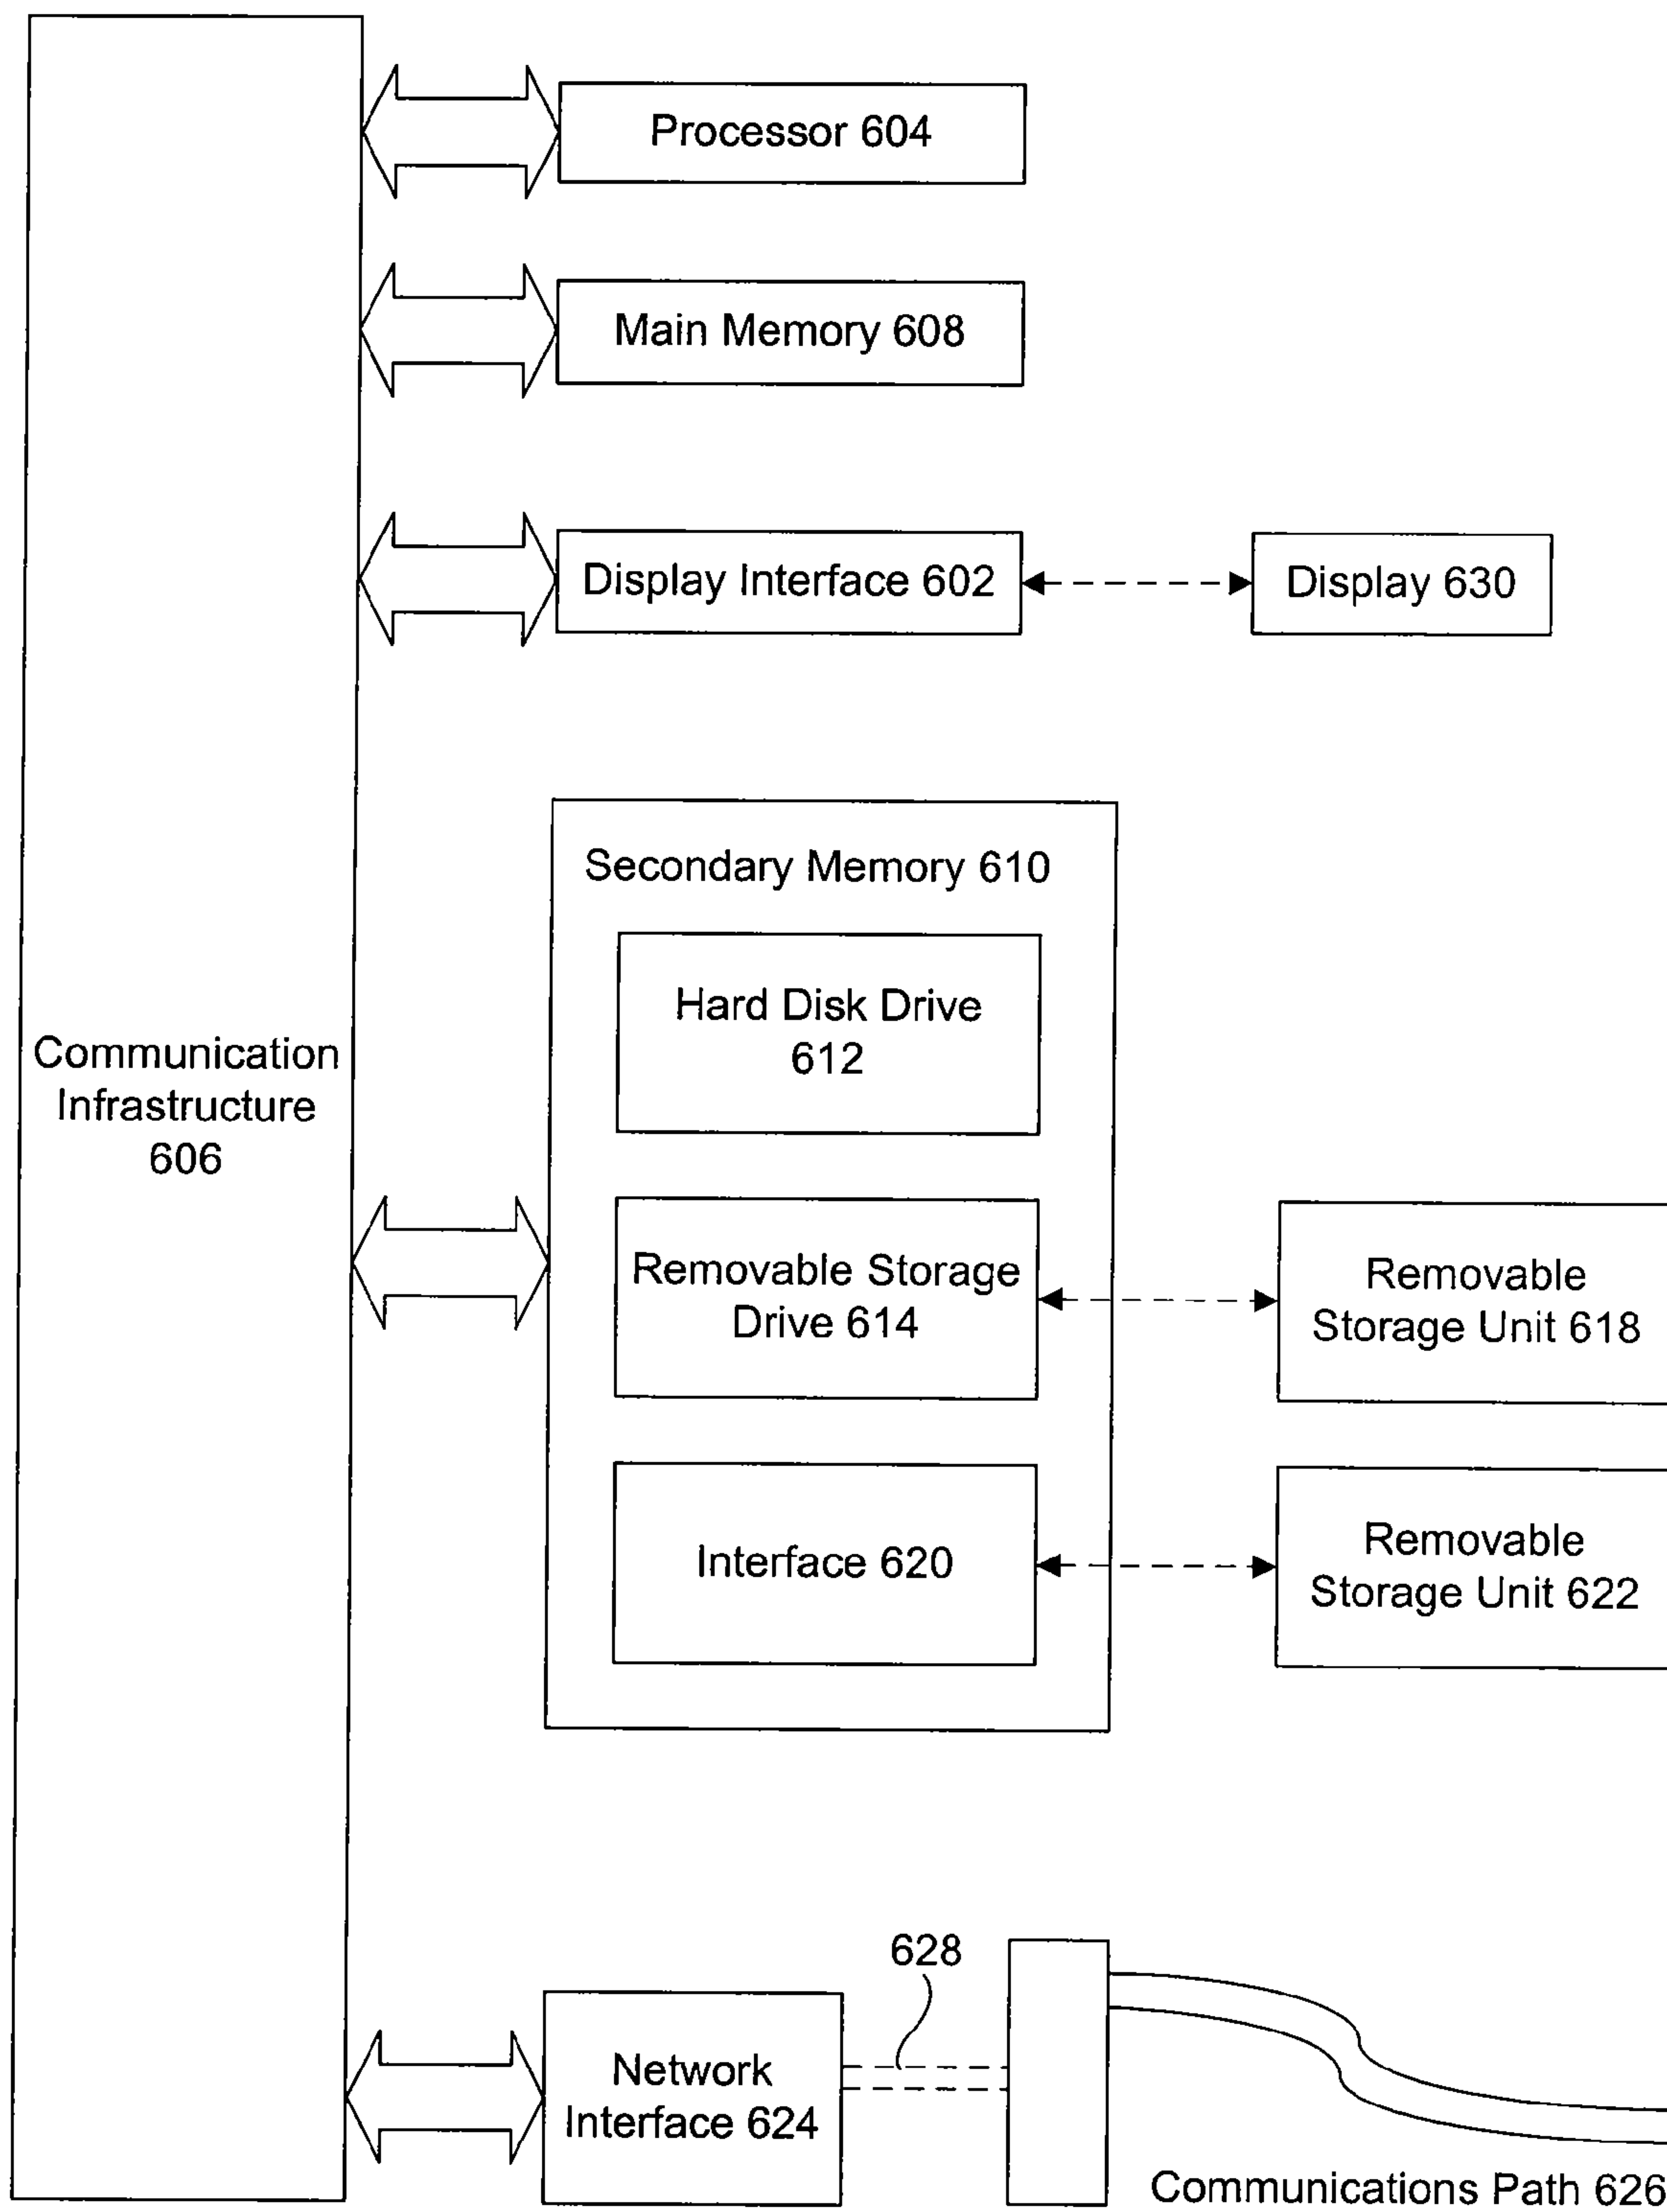 Processor 604
Main Memory 608
Display Interface 602
Display 630
Secondary Memory 610
Hard Disk Drive
612
Communication
Infrastructure
606
Removable Storage
Drive 614
Removable
Storage Unit 618
Interface 620
Removable
Storage Unit 622
628
Network
Interface 624
Communications Path 626